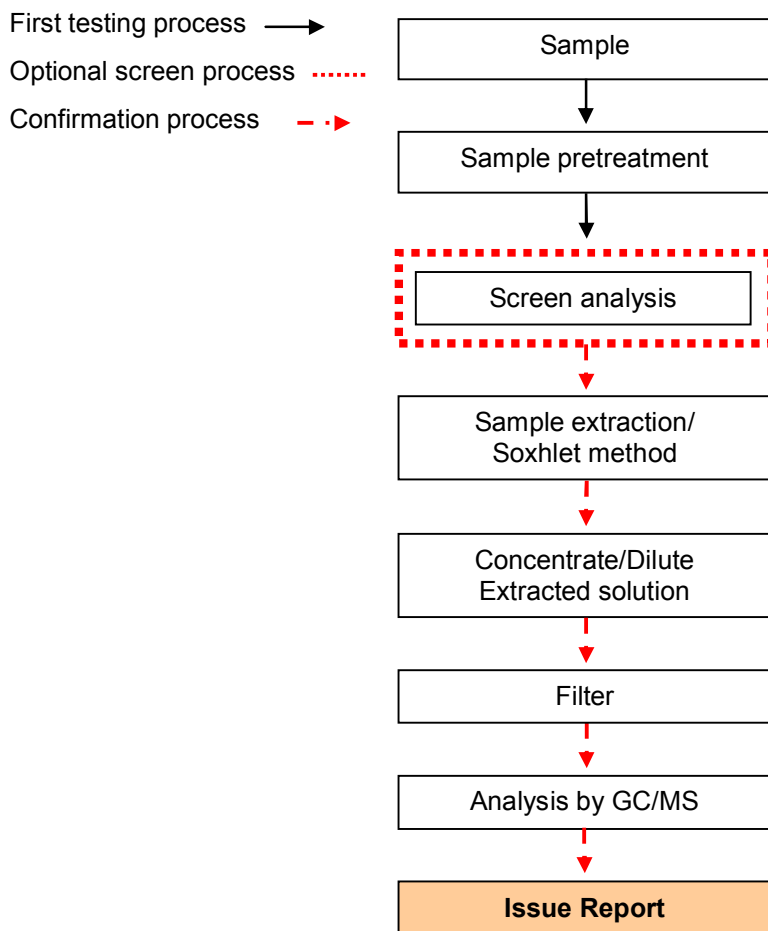 First testing process
Optional screen process
Confirmation process
Sample
Sample pretreatment
Screen analysis
Sample extraction/
Soxhlet method
Concentrate/Dilute
Extracted solution
Filter
Analysis by GC/MS
Issue Report